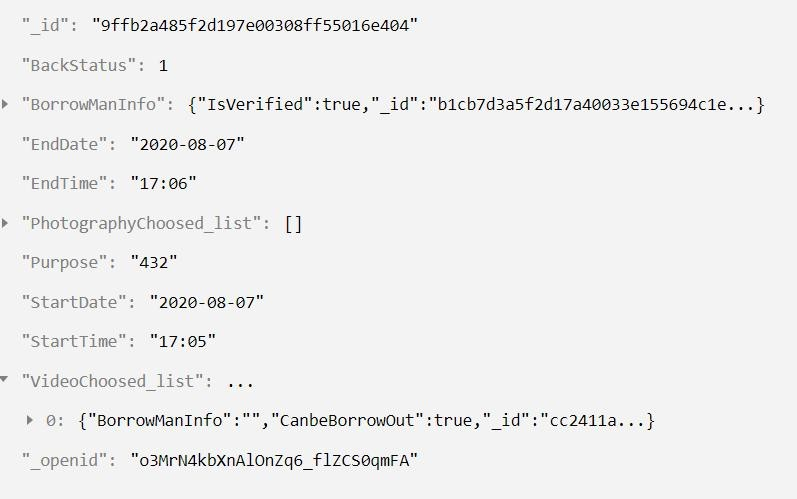 "_id": "9ffb2a485f2d197e00308ff55016e404"
"BackStatus": 1
"BorrowManInfo": {"IsVerified":true,"_id":"b1cb7d3a5f2d17a40033e155694c1e...}
"EndDate": "2020-08-07"
"EndTime": "17:06"
"PhotographyChoosed_list": []
"Purpose": "432"
"StartDate": "2020-08-07"
"StartTime": "17:05"
"VideoChoosed_list": ...
0: {"BorrowManInfo":"","CanbeBorrowOut":true,"_id":"cc2411a...}
"_openid": "o3MrN4kbXnAlOnZq6_flZCS0qmFA"